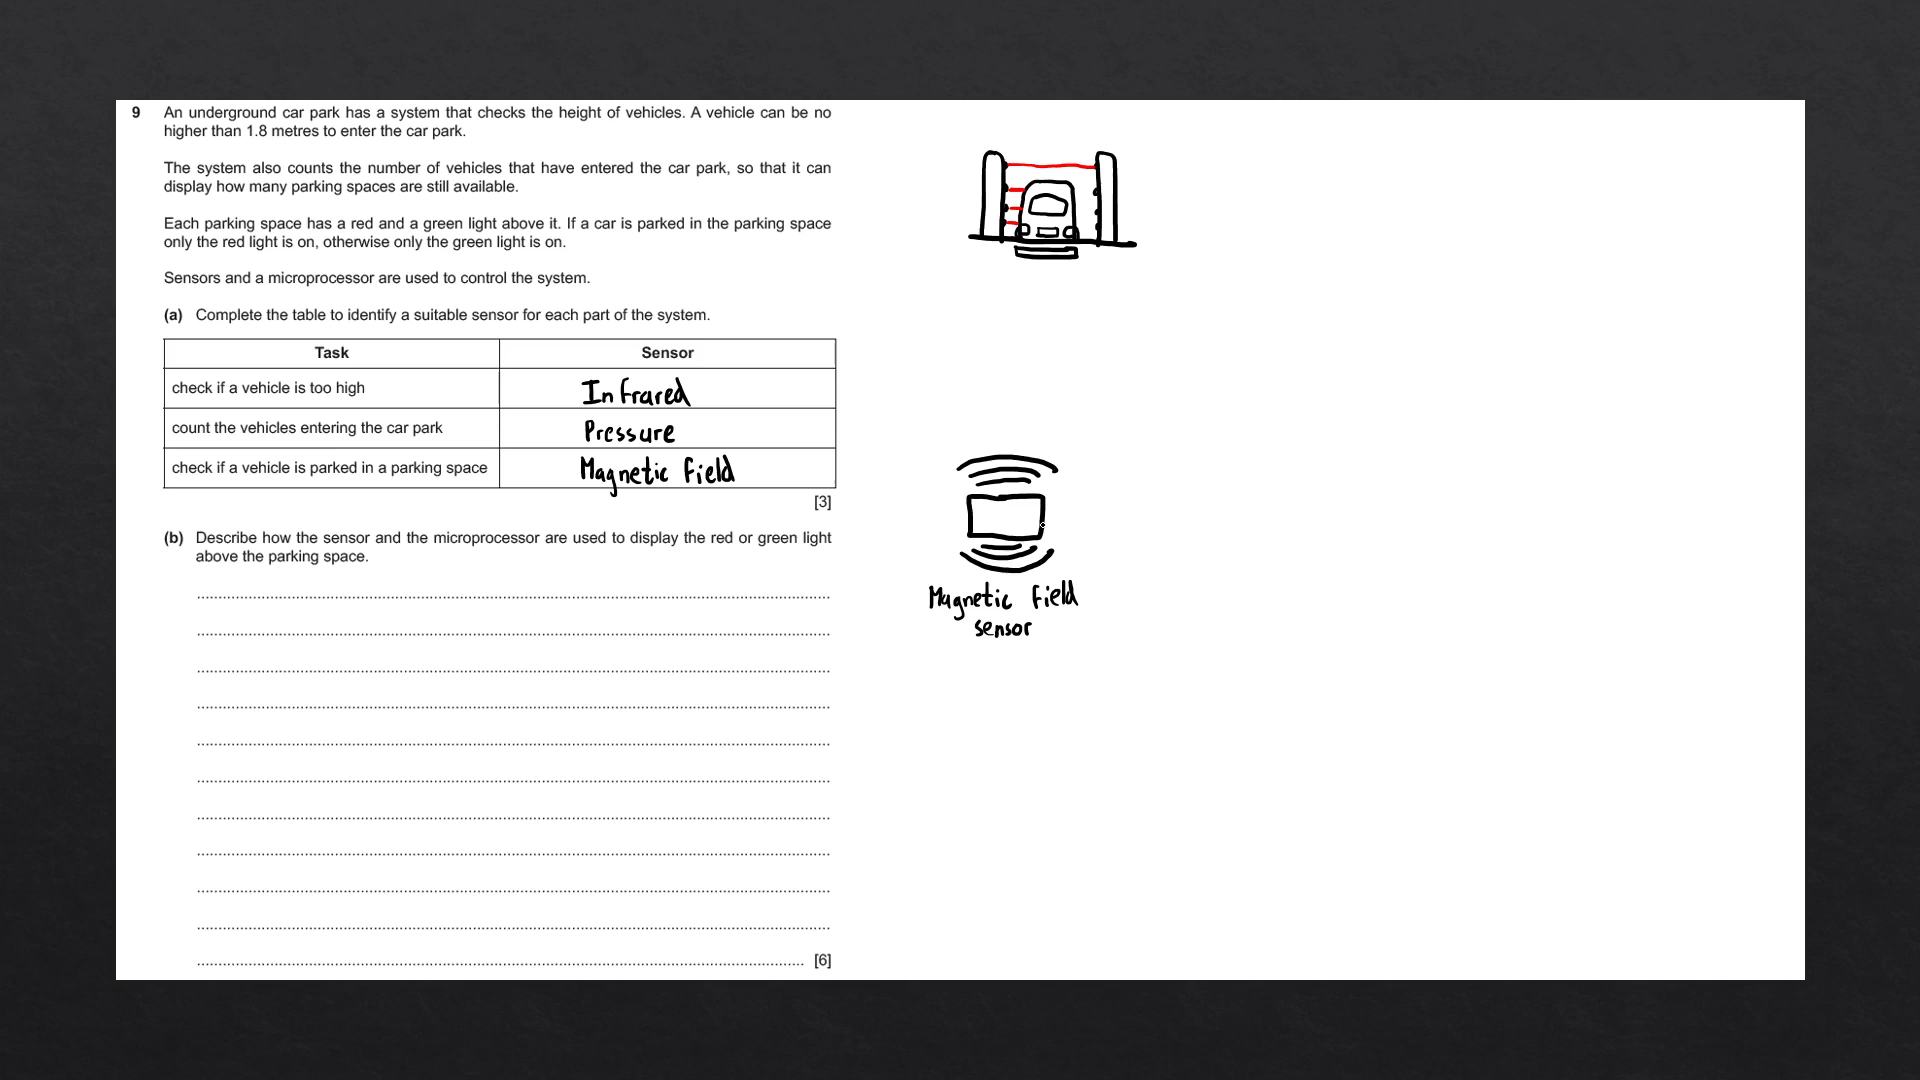 9 An underground car park has a system that checks the height of vehicles. A vehicle can be no
higher than 1.8 metres to enter the car park.
The system also counts the number of vehicles that have entered the car park, so that it can
display how many parking spaces are still available.
Each parking space has a red and a green light above it. If a car is parked in the parking space
only the red light is on, otherwise only the green light is on.
Sensors and a microprocessor are used to control the system.
(a) Complete the table to identify a suitable sensor for each part of the system.
Task Sensor
check if a vehicle is too high Infrared
count the vehicles entering the car park Pressure
check if a vehicle is parked in a parking space Magnetic field
[3]
(b) Describe how the sensor and the microprocessor are used to display the red or green light
above the parking space.
[6]
Magnetic field
sensor